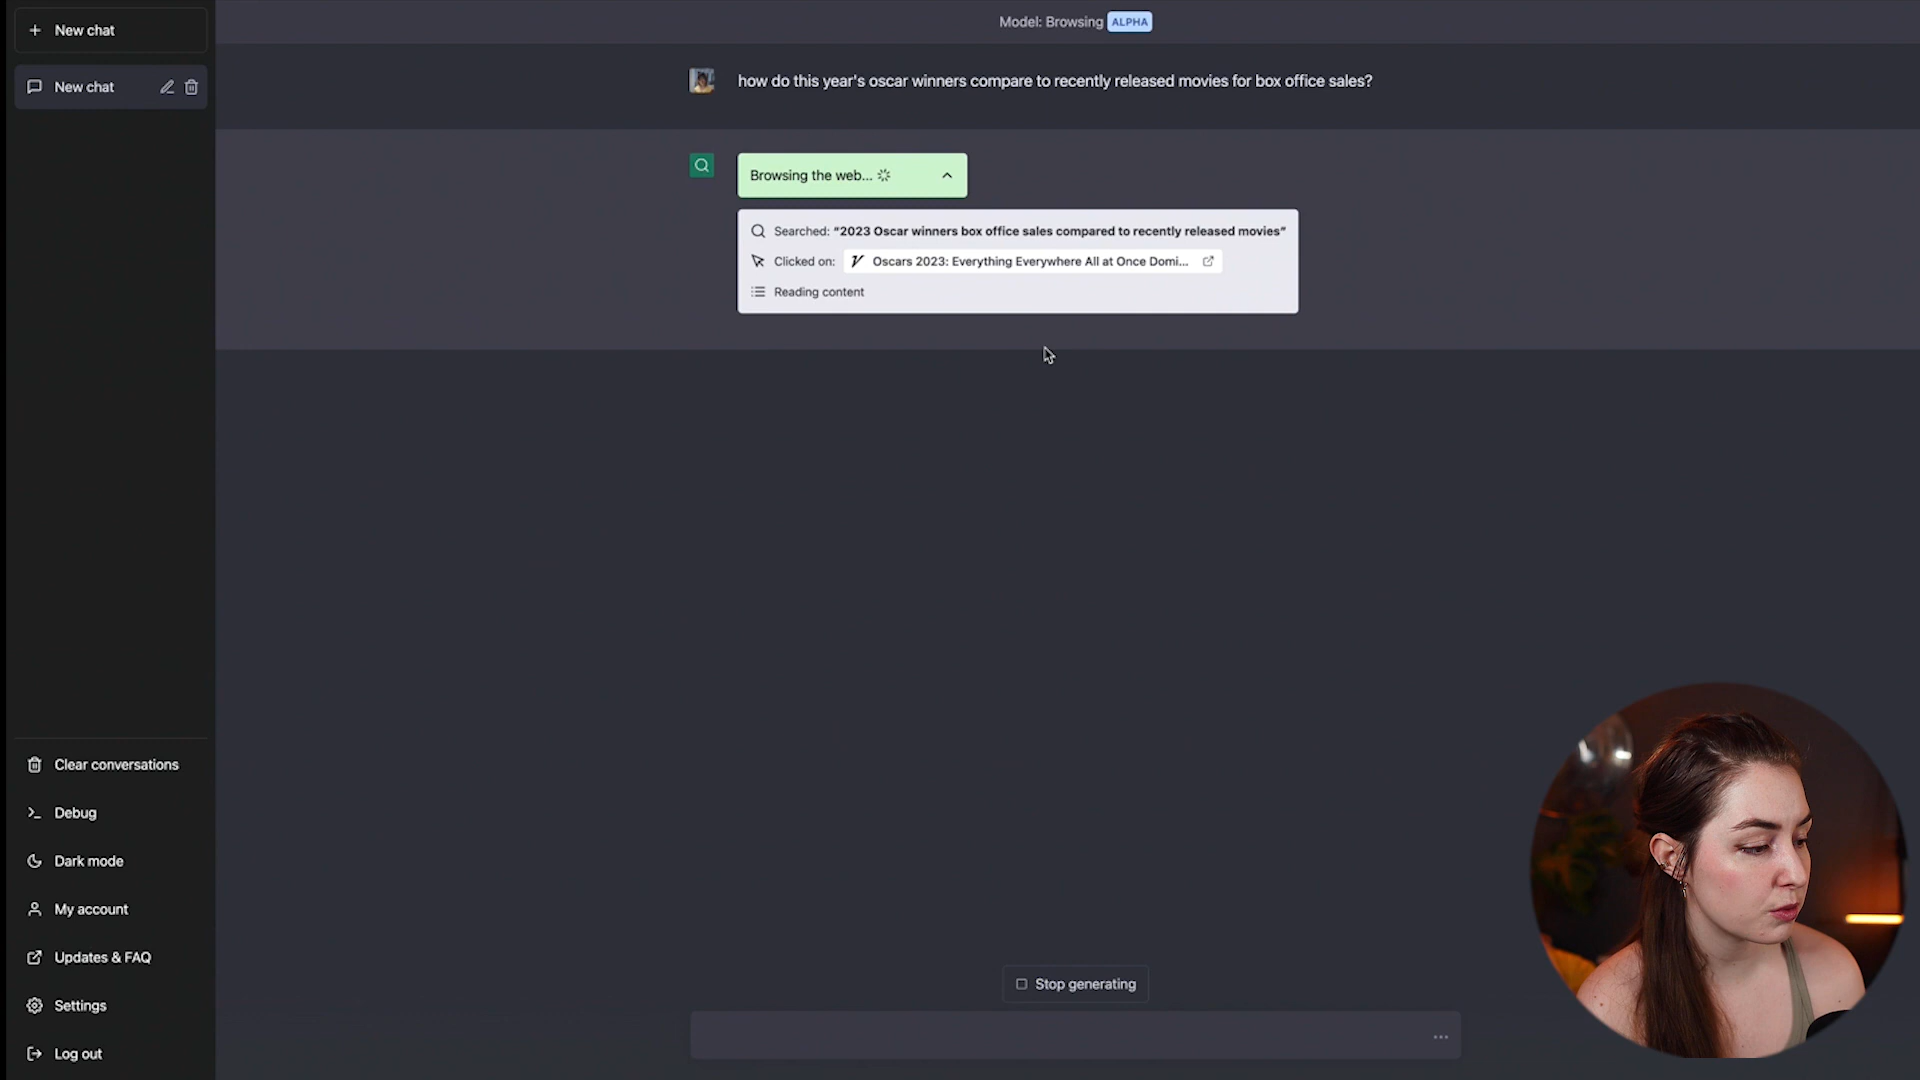 New chat
New chat
Model: Browsing ALPHA
how do this year's oscar winners compare to recently released movies for box office sales?
Browsing the web...
Searched: “2023 Oscar winners box office sales compared to recently released movies”
Clicked on: Oscars 2023: Everything Everywhere All at Once Domi...
Reading content
Clear conversations
Debug
Dark mode
My account
Updates & FAQ
Settings
Log out
Stop generating